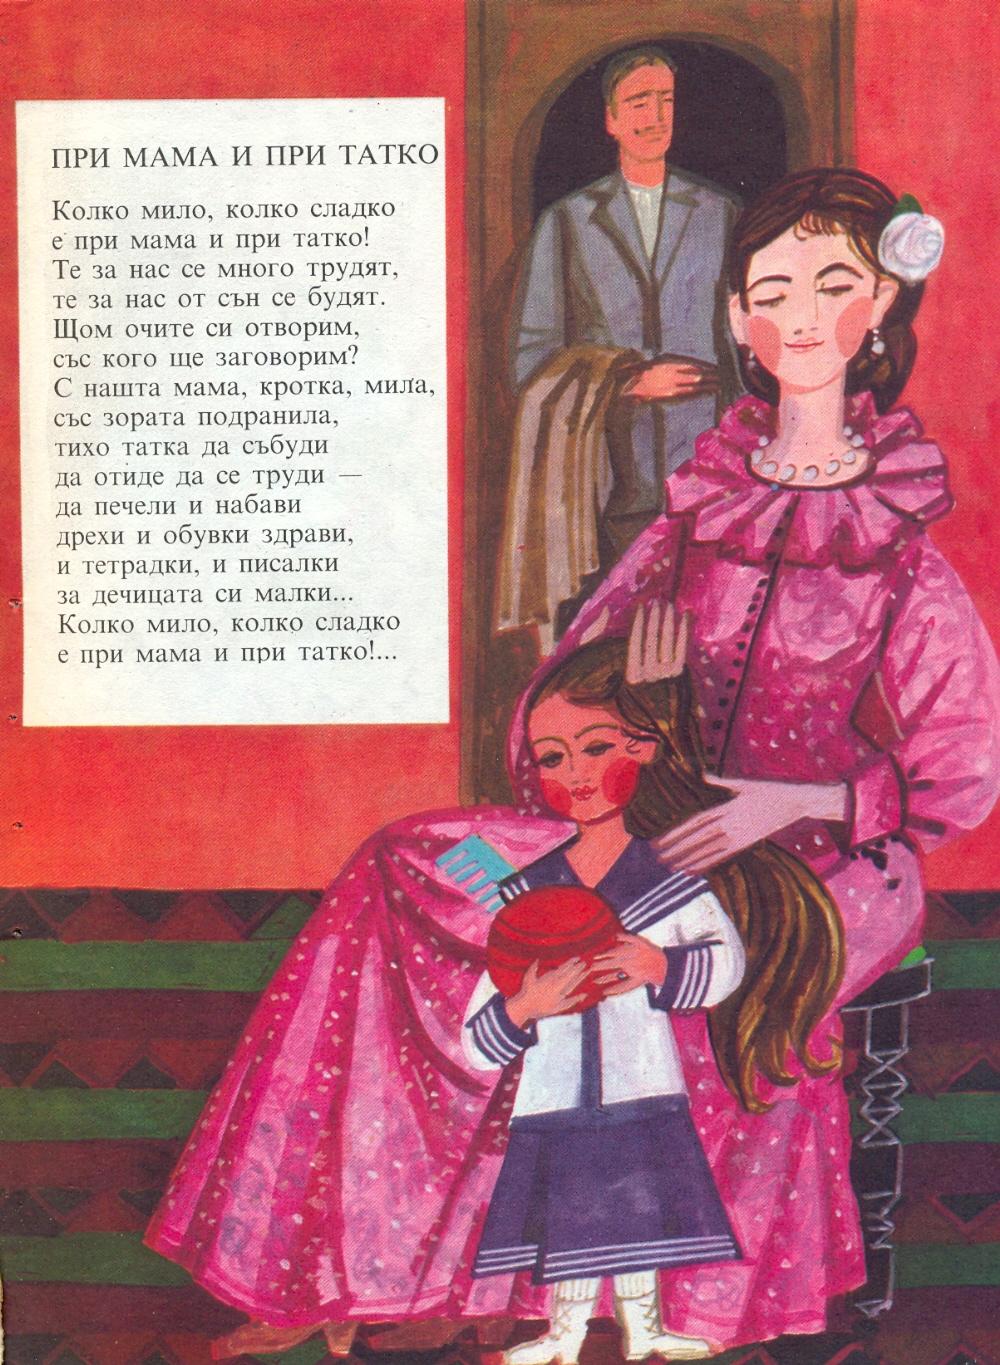 ПРИ МАМА И ПРИ ТАТКО
Колко мило, колко сладко
е при мама и при татко!
Те за нас се много трудят,
те за нас от сън се будят.
Щом очите си отворим,
със кого ще заговорим?
С нашта мама, кротка, мила,
със зората подранила,
тихо татка да събуди
да отиде да се труди —
да печели и набави
дрехи и обувки здрави,
и тетрадки, и писалки
за дечицата си малки...
Колко мило, колко сладко
е при мама и при татко!...